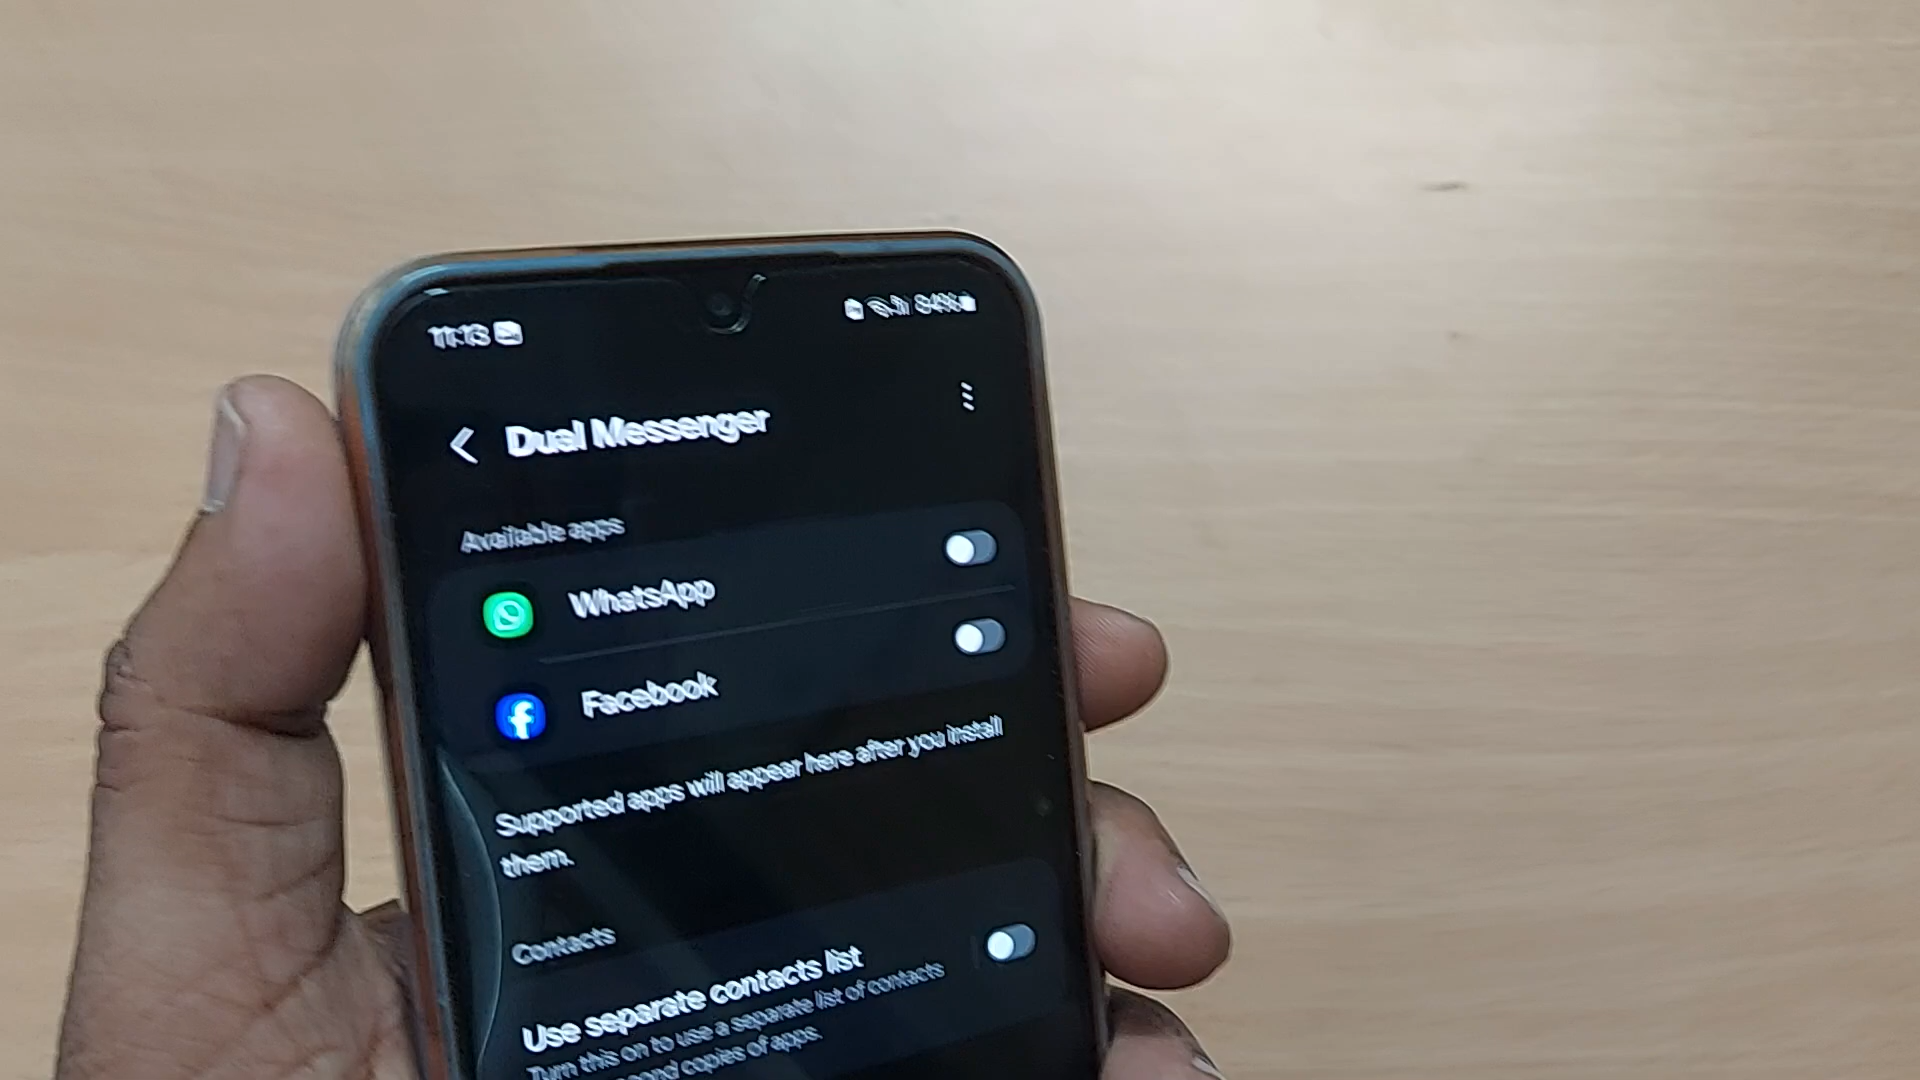 11:13 84%
Dual Messenger
Available apps
WhatsApp
Facebook
Supported apps will appear here after you install
them.
Contacts
Use separate contacts list
Turn this on to use a separate list of contacts
second copies of apps.